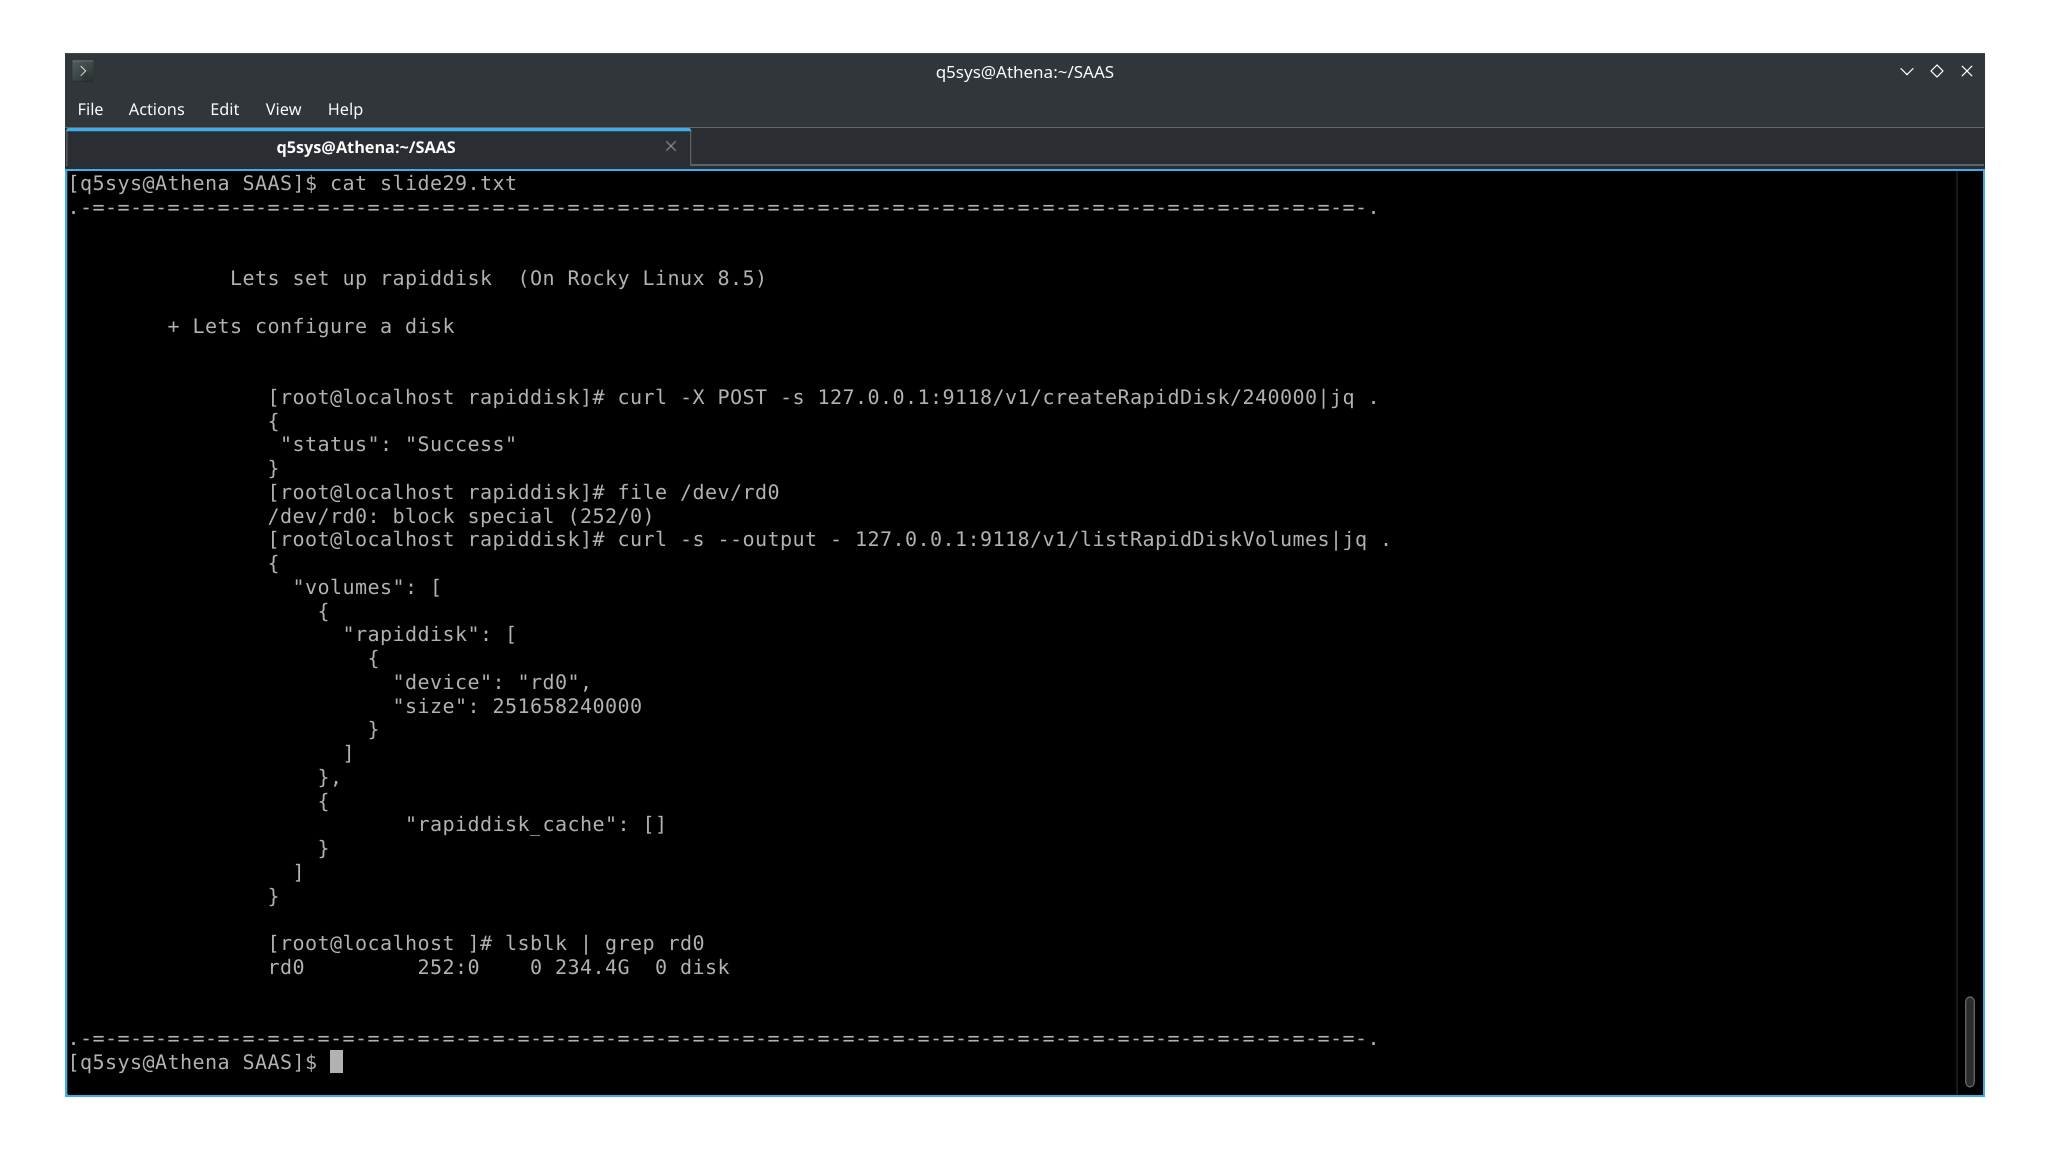 q5sys@Athena:~/SAAS
File Actions Edit View Help
q5sys@Athena:~/SAAS
[q5sys@Athena SAAS]$ cat slide29.txt
.-=-=-=-=-=-=-=-=-=-=-=-=-=-=-=-=-=-=-=-=-=-=-=-=-=-=-=-=-=-=-=-=-=-=-=-=-=-=-=-=-=-=-=-=-=-=-=-=-=-=-=-.
Lets set up rapiddisk  (On Rocky Linux 8.5)
+ Lets configure a disk
[root@localhost rapiddisk]# curl -X POST -s 127.0.0.1:9118/v1/createRapidDisk/240000|jq .
{
"status": "Success"
}
[root@localhost rapiddisk]# file /dev/rd0
/dev/rd0: block special (252/0)
[root@localhost rapiddisk]# curl -s --output - 127.0.0.1:9118/v1/listRapidDiskVolumes|jq .
{
"volumes": [
{
"rapiddisk": [
{
"device": "rd0",
"size": 251658240000
}
]
},
{
"rapiddisk_cache": []
}
]
}
[root@localhost ]# lsblk | grep rd0
rd0         252:0    0 234.4G  0 disk
.-=-=-=-=-=-=-=-=-=-=-=-=-=-=-=-=-=-=-=-=-=-=-=-=-=-=-=-=-=-=-=-=-=-=-=-=-=-=-=-=-=-=-=-=-=-=-=-=-=-=-=-.
[q5sys@Athena SAAS]$